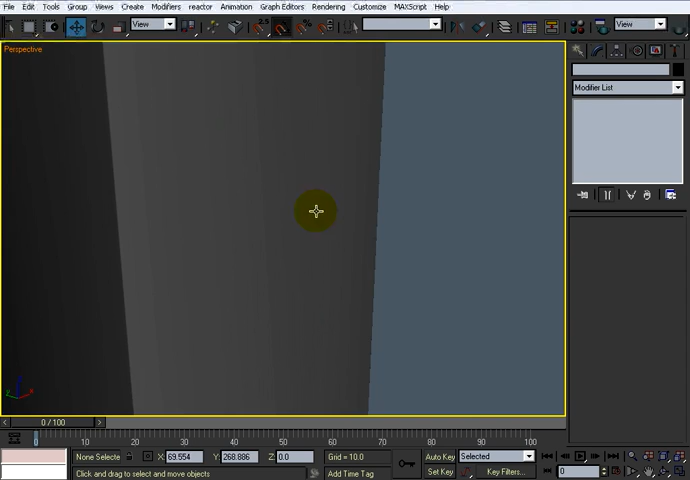 File Edit Tools Group Views Create Modifiers reactor Animation Graph Editors Rendering Customize MAXScript Help
View 2.5 View
Perspective
Modifier List
z y x
0 / 100
0 10 20 30 40 50 60 70 80 90 100
None Selecte X: 69.554 Y: 268.886 Z: 0.0 Grid = 10.0 Auto Key Selected
Click and drag to select and move objects Add Time Tag Set Key Key Filters... 0